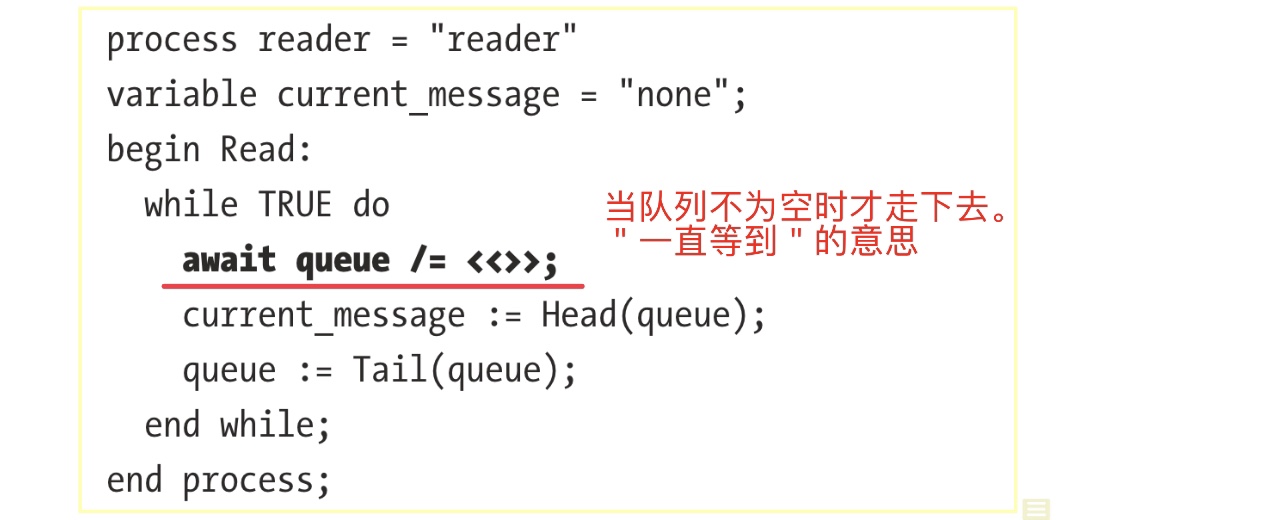 process reader = "reader"
variable current_message = "none";
begin Read:
while TRUE do
当队列不为空时才走下去。
"一直等到"的意思
await queue /= <<>>;
current_message := Head(queue);
queue := Tail(queue);
end while;
end process;